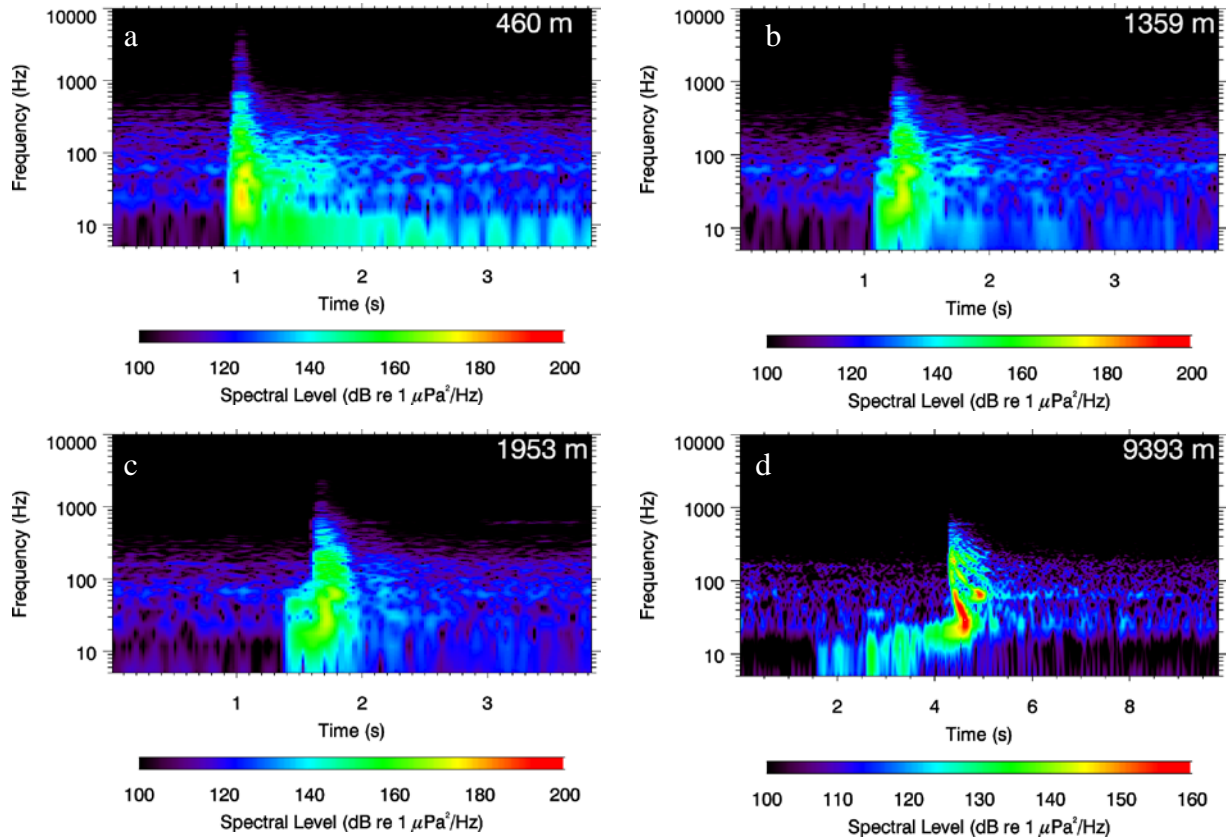 a
460 m
Frequency (Hz)
10000
1000
100
10
1 2 3
Time (s)
100 120 140 160 180 200
Spectral Level (dB re 1 μPa²/Hz)
b
1359 m
Frequency (Hz)
10000
1000
100
10
1 2 3
Time (s)
100 120 140 160 180 200
Spectral Level (dB re 1 μPa²/Hz)
c
1953 m
Frequency (Hz)
10000
1000
100
10
1 2 3
Time (s)
100 120 140 160 180 200
Spectral Level (dB re 1 μPa²/Hz)
d
9393 m
Frequency (Hz)
10000
1000
100
10
2 4 6 8
Time (s)
100 110 120 130 140 150 160
Spectral Level (dB re 1 μPa²/Hz)